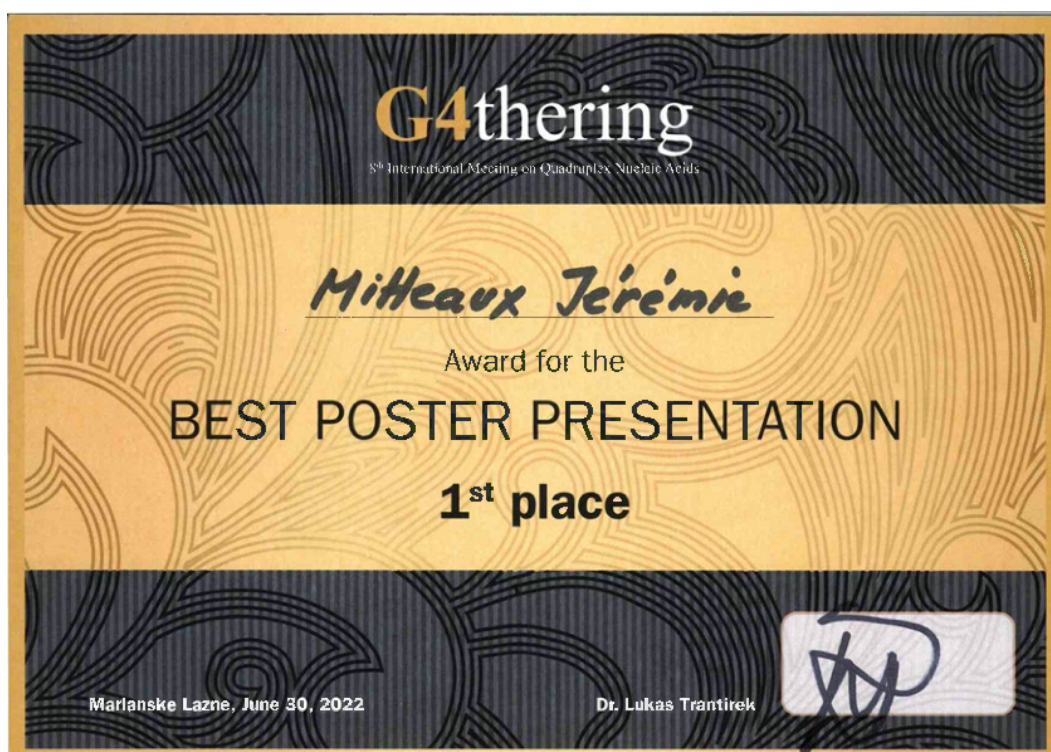 G4thering
8th International Meeting on Quadruplex Nucleic Acids
Mitteaux Jérémie
Award for the
BEST POSTER PRESENTATION
1st place
Marianske Lazne, June 30, 2022
Dr. Lukas Trantirek